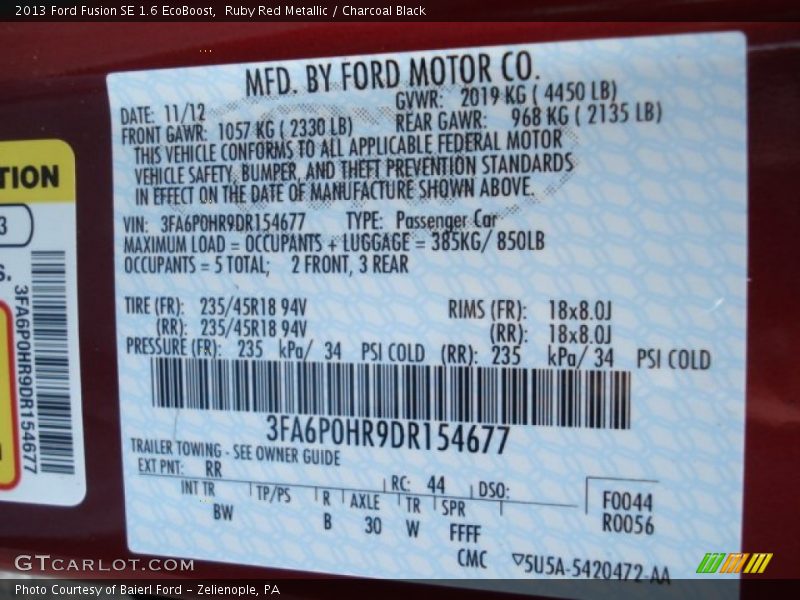 2013 Ford Fusion SE 1.6 EcoBoost,  Ruby Red Metallic / Charcoal Black
MFD. BY FORD MOTOR CO.
DATE: 11/12 GVWR: 2019 KG ( 4450 LB)
FRONT GAWR: 1057 KG ( 2330 LB) REAR GAWR: 968 KG ( 2135 LB)
THIS VEHICLE CONFORMS TO ALL APPLICABLE FEDERAL MOTOR
VEHICLE SAFETY, BUMPER, AND THEFT PREVENTION STANDARDS
IN EFFECT ON THE DATE OF MANUFACTURE SHOWN ABOVE.
VIN: 3FA6P0HR9DR154677 TYPE: Passenger Car
MAXIMUM LOAD = OCCUPANTS + LUGGAGE = 385KG/ 850LB
OCCUPANTS = 5 TOTAL; 2 FRONT, 3 REAR
TIRE (FR): 235/45R18 94V RIMS (FR): 18x8.0J
(RR): 235/45R18 94V (RR): 18x8.0J
PRESSURE (FR): 235 kPa/ 34 PSI COLD (RR): 235 kPa/ 34 PSI COLD
3FA6P0HR9DR154677
TRAILER TOWING - SEE OWNER GUIDE
EXT PNT: RR RC: 44 DSO:
INT TR TP/PS R AXLE TR SPR
BW B 30 W FFFF
F0044
R0056
CMC ▽5U5A-5420472-AA
TION
3
S.
3FA6P0HR9DR154677
GTCARLOT.COM
Photo Courtesy of Baierl Ford – Zelienople, PA